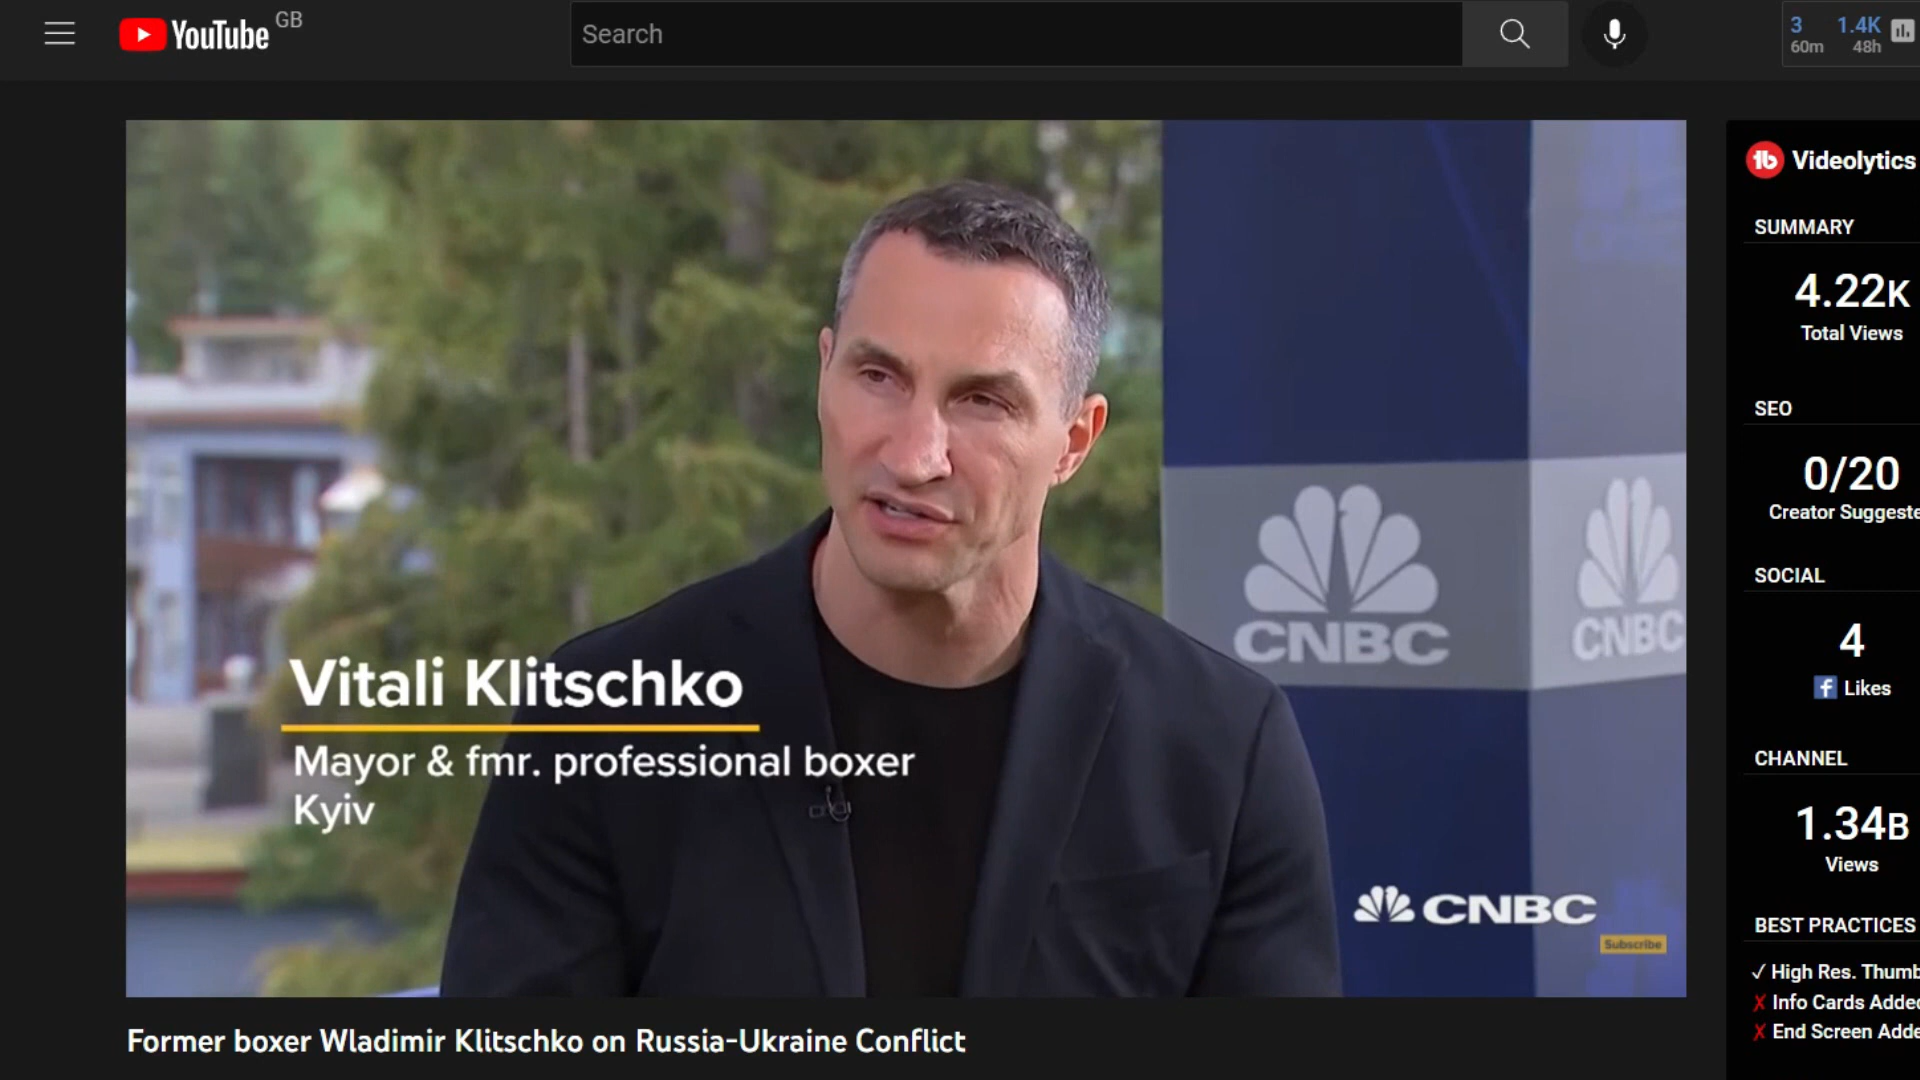 YouTube GB
Search
3 1.4K
60m 48h
Videolytics
SUMMARY
4.22K
Total Views
SEO
0/20
Creator Suggeste
SOCIAL
4
f Likes
CHANNEL
1.34B
Views
BEST PRACTICES
✓ High Res. Thumb
✗ Info Cards Added
✗ End Screen Adde
CNBC
CNBC
Vitali Klitschko
Mayor & fmr. professional boxer
Kyiv
CNBC
Subscribe
Former boxer Wladimir Klitschko on Russia-Ukraine Conflict